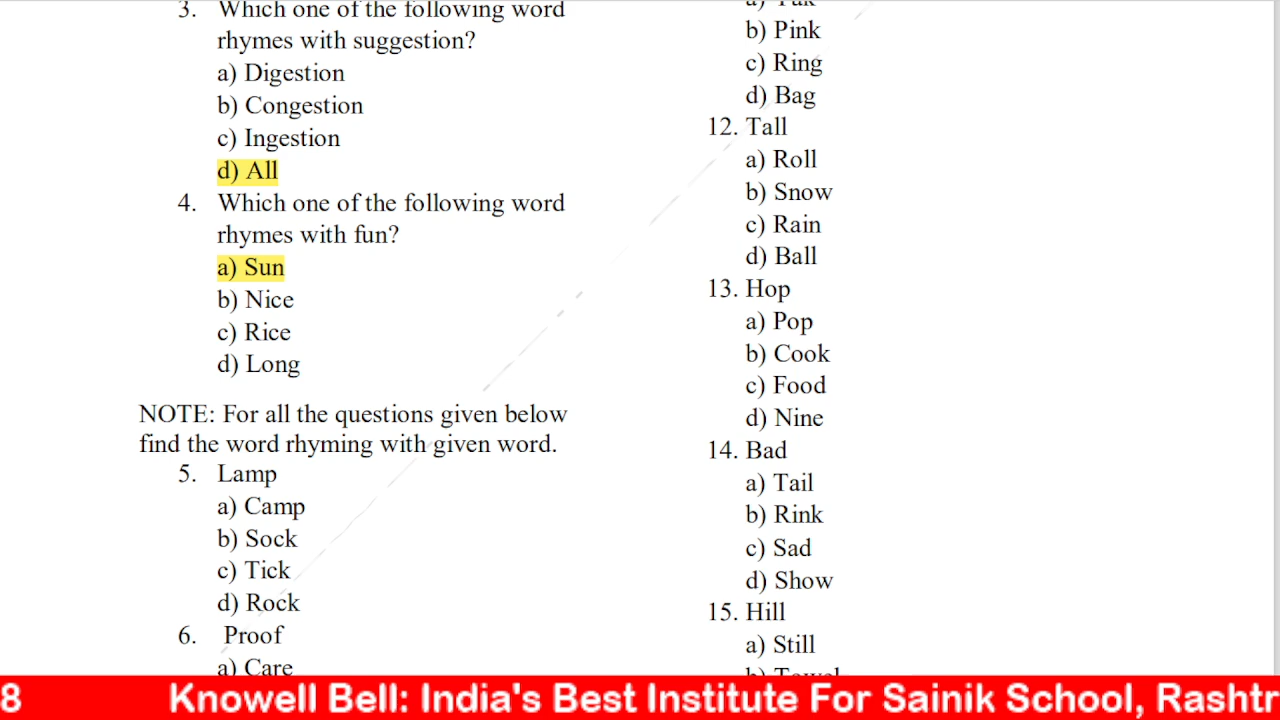 3. Which one of the following word
rhymes with suggestion?
a) Digestion
b) Congestion
c) Ingestion
d) All
4. Which one of the following word
rhymes with fun?
a) Sun
b) Nice
c) Rice
d) Long
NOTE: For all the questions given below
find the word rhyming with given word.
5. Lamp
a) Camp
b) Sock
c) Tick
d) Rock
6. Proof
a) Care
b) Pink
c) Ring
d) Bag
12. Tall
a) Roll
b) Snow
c) Rain
d) Ball
13. Hop
a) Pop
b) Cook
c) Food
d) Nine
14. Bad
a) Tail
b) Rink
c) Sad
d) Show
15. Hill
a) Still
8 Knowell Bell: India's Best Institute For Sainik School, Rashtr